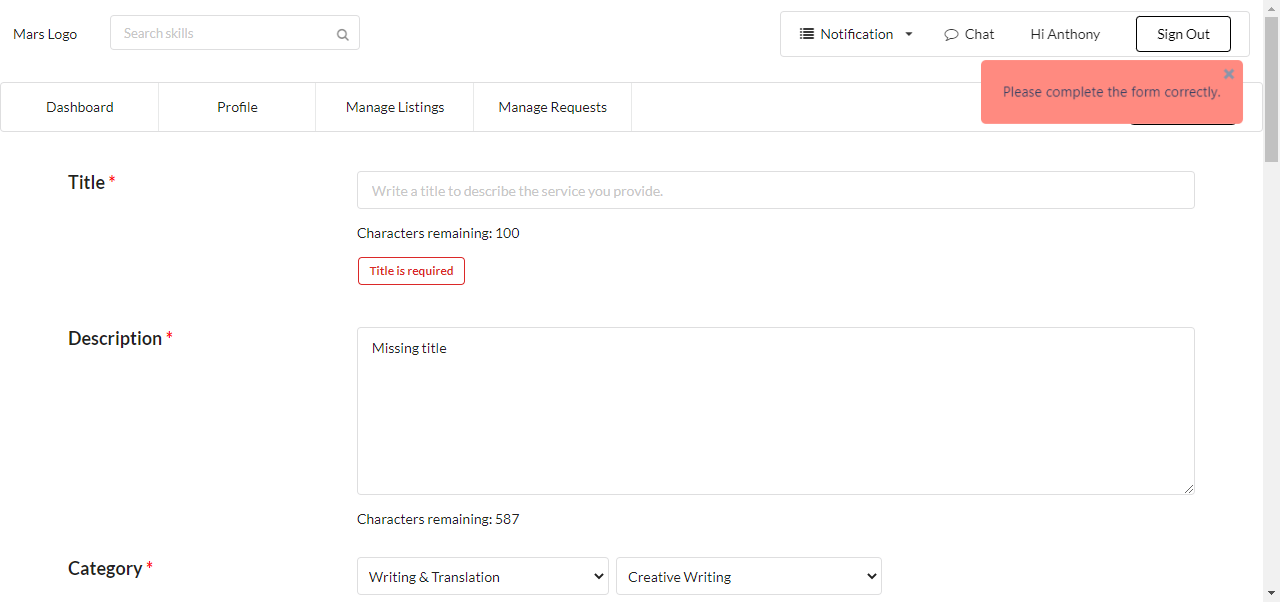 Mars Logo
Search skills
Notification
Chat
Hi Anthony
Sign Out
Please complete the form correctly.
Dashboard
Profile
Manage Listings
Manage Requests
Title *
Write a title to describe the service you provide.
Characters remaining: 100
Title is required
Description *
Missing title
Characters remaining: 587
Category *
Writing & Translation
Creative Writing